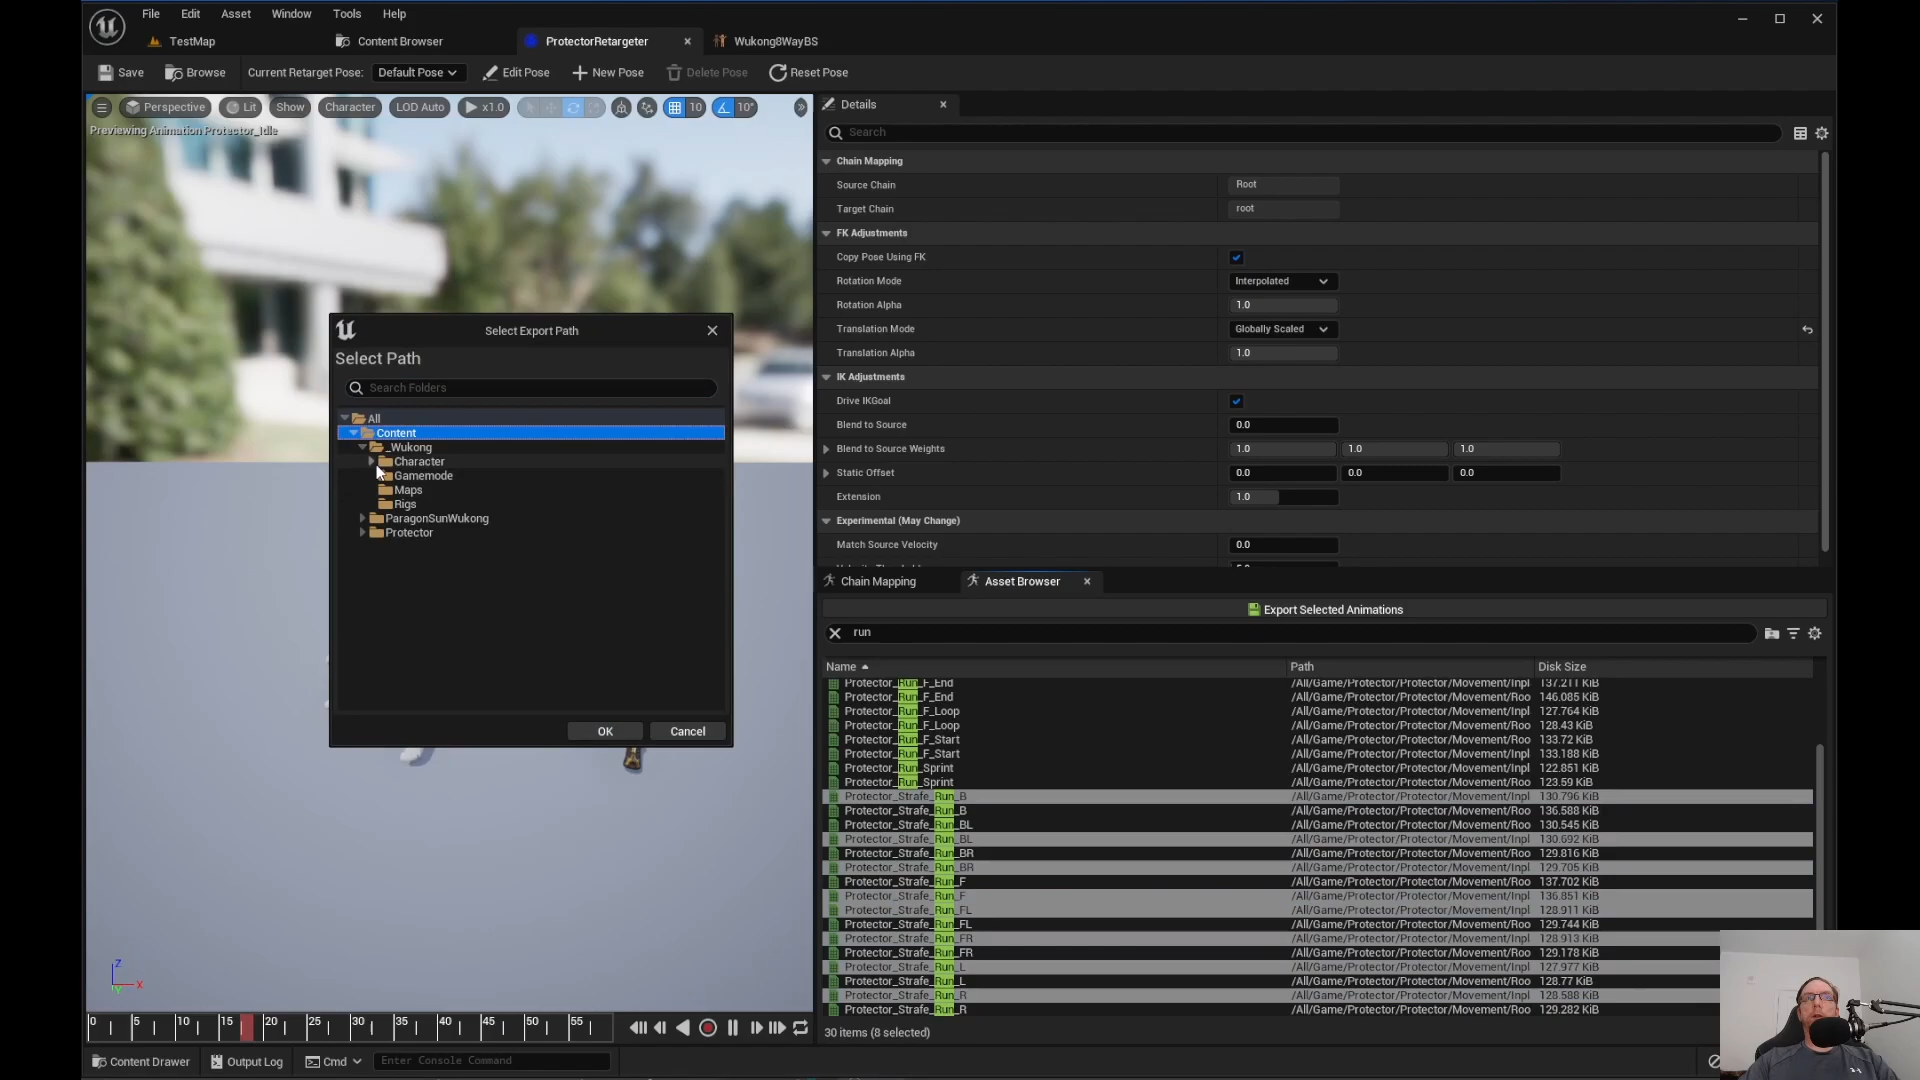 File Edit Asset Window Tools Help
TestMap Content Browser ProtectorRetargeter Wukong8WayBS
Save Browse Current Retarget Pose: Default Pose Edit Pose New Pose Delete Pose Reset Pose
Perspective Lit Show Character LOD Auto x1.0 10 10°
Previewing Animation Protector_Idle
Details
Search
Chain Mapping
Source Chain Root
Target Chain root
FK Adjustments
Copy Pose Using FK
Rotation Mode Interpolated
Rotation Alpha 1.0
Translation Mode Globally Scaled
Translation Alpha 1.0
IK Adjustments
Drive IKGoal
Blend to Source 0.0
Blend to Source Weights 1.0 1.0 1.0
Static Offset 0.0 0.0 0.0
Extension 1.0
Experimental (May Change)
Match Source Velocity 0.0
Select Export Path
Select Path
Search Folders
All
Content
_Wukong
Character
Gamemode
Maps
Rigs
ParagonSunWukong
Protector
OK Cancel
Chain Mapping Asset Browser
Export Selected Animations
run
Name Path Disk Size
Protector_Run_F_End /All/Game/Protector/Protector/Movement/Inpl 137.211 KiB
Protector_Run_F_End /All/Game/Protector/Protector/Movement/Roo 146.085 KiB
Protector_Run_F_Loop /All/Game/Protector/Protector/Movement/Inpl 127.764 KiB
Protector_Run_F_Loop /All/Game/Protector/Protector/Movement/Roo 128.43 KiB
Protector_Run_F_Start /All/Game/Protector/Protector/Movement/Roo 133.72 KiB
Protector_Run_F_Start /All/Game/Protector/Protector/Movement/Inpl 133.188 KiB
Protector_Run_Sprint /All/Game/Protector/Protector/Movement/Inpl 122.851 KiB
Protector_Run_Sprint /All/Game/Protector/Protector/Movement/Roo 123.59 KiB
Protector_Strafe_Run_B /All/Game/Protector/Protector/Movement/Inpl 130.796 KiB
Protector_Strafe_Run_B /All/Game/Protector/Protector/Movement/Roo 136.588 KiB
Protector_Strafe_Run_BL /All/Game/Protector/Protector/Movement/Roo 130.545 KiB
Protector_Strafe_Run_BL /All/Game/Protector/Protector/Movement/Inpl 130.692 KiB
Protector_Strafe_Run_BR /All/Game/Protector/Protector/Movement/Roo 129.816 KiB
Protector_Strafe_Run_BR /All/Game/Protector/Protector/Movement/Inpl 129.705 KiB
Protector_Strafe_Run_F /All/Game/Protector/Protector/Movement/Roo 137.702 KiB
Protector_Strafe_Run_F /All/Game/Protector/Protector/Movement/Inpl 136.851 KiB
Protector_Strafe_Run_FL /All/Game/Protector/Protector/Movement/Inpl 128.911 KiB
Protector_Strafe_Run_FL /All/Game/Protector/Protector/Movement/Roo 129.744 KiB
Protector_Strafe_Run_FR /All/Game/Protector/Protector/Movement/Inpl 128.913 KiB
Protector_Strafe_Run_FR /All/Game/Protector/Protector/Movement/Roo 129.178 KiB
Protector_Strafe_Run_L /All/Game/Protector/Protector/Movement/Inpl 127.977 KiB
Protector_Strafe_Run_L /All/Game/Protector/Protector/Movement/Roo 128.77 KiB
Protector_Strafe_Run_R /All/Game/Protector/Protector/Movement/Inpl 128.588 KiB
Protector_Strafe_Run_R /All/Game/Protector/Protector/Movement/Roo 129.282 KiB
30 items (8 selected)
Z
X
Y
0 5 10 15 20 25 30 35 40 45 50 55
Content Drawer Output Log Cmd Enter Console Command